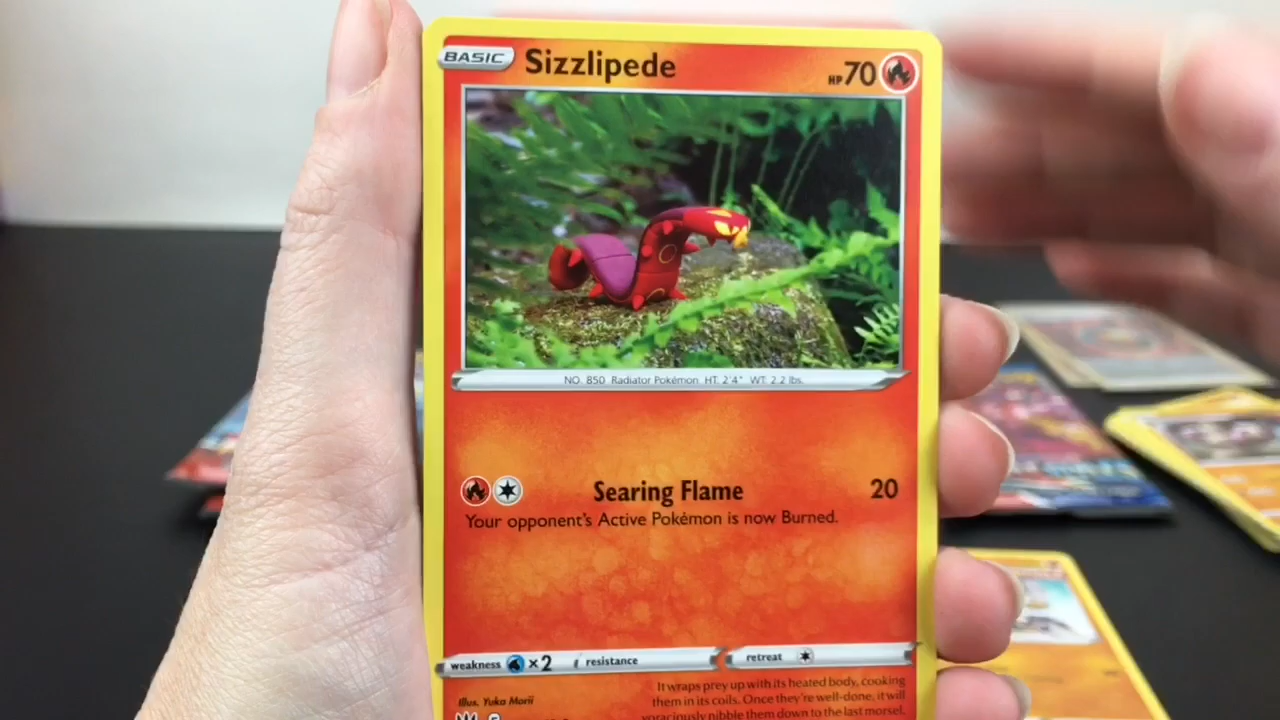 BASIC Sizzlipede HP 70
NO. 850 Radiator Pokémon HT: 2'4" WT: 2.2 lbs.
Searing Flame 20
Your opponent's Active Pokémon is now Burned.
weakness ×2 resistance retreat
Illus. Yuka Morii
It wraps prey up with its heated body, cooking
them in its coils. Once they're well-done, it will
voraciously nibble them down to the last morsel.